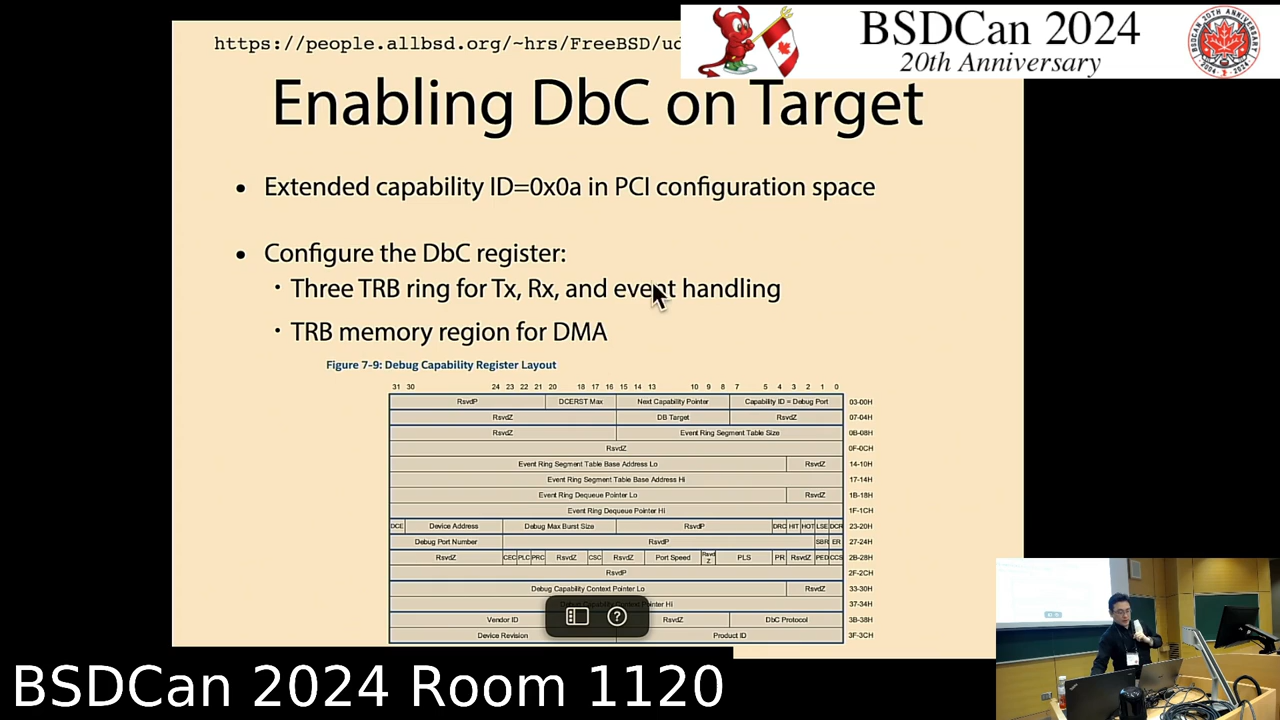 https://people.allbsd.org/~hrs/FreeBSD/ud
BSDCan 2024
20th Anniversary
Enabling DbC on Target
• Extended capability ID=0x0a in PCI configuration space
• Configure the DbC register:
· Three TRB ring for Tx, Rx, and event handling
· TRB memory region for DMA
Figure 7-9: Debug Capability Register Layout
31 30 24 23 22 21 20 18 17 16 15 14 13 10 9 8 7 5 4 3 2 1 0
RsvdP DCERST Max Next Capability Pointer Capability ID = Debug Port 03-00H
RsvdZ DB Target RsvdZ 07-04H
RsvdZ Event Ring Segment Table Size 0B-08H
RsvdZ 0F-0CH
Event Ring Segment Table Base Address Lo RsvdZ 14-10H
Event Ring Segment Table Base Address Hi 17-14H
Event Ring Dequeue Pointer Lo RsvdZ 1B-18H
Event Ring Dequeue Pointer Hi 1F-1CH
DCE Device Address Debug Max Burst Size RsvdP DRC HIT HOT LSE DCR 23-20H
Debug Port Number RsvdP SBR ER 27-24H
RsvdZ CEC PLC PRC RsvdZ CSC RsvdZ Port Speed RsvdZ PLS PR RsvdZ PED CCS 2B-28H
RsvdP 2F-2CH
Debug Capability Context Pointer Lo RsvdZ 33-30H
Debug Capability Context Pointer Hi 37-34H
Vendor ID RsvdZ DbC Protocol 3B-38H
Device Revision Product ID 3F-3CH
?
BSDCan 2024 Room 1120